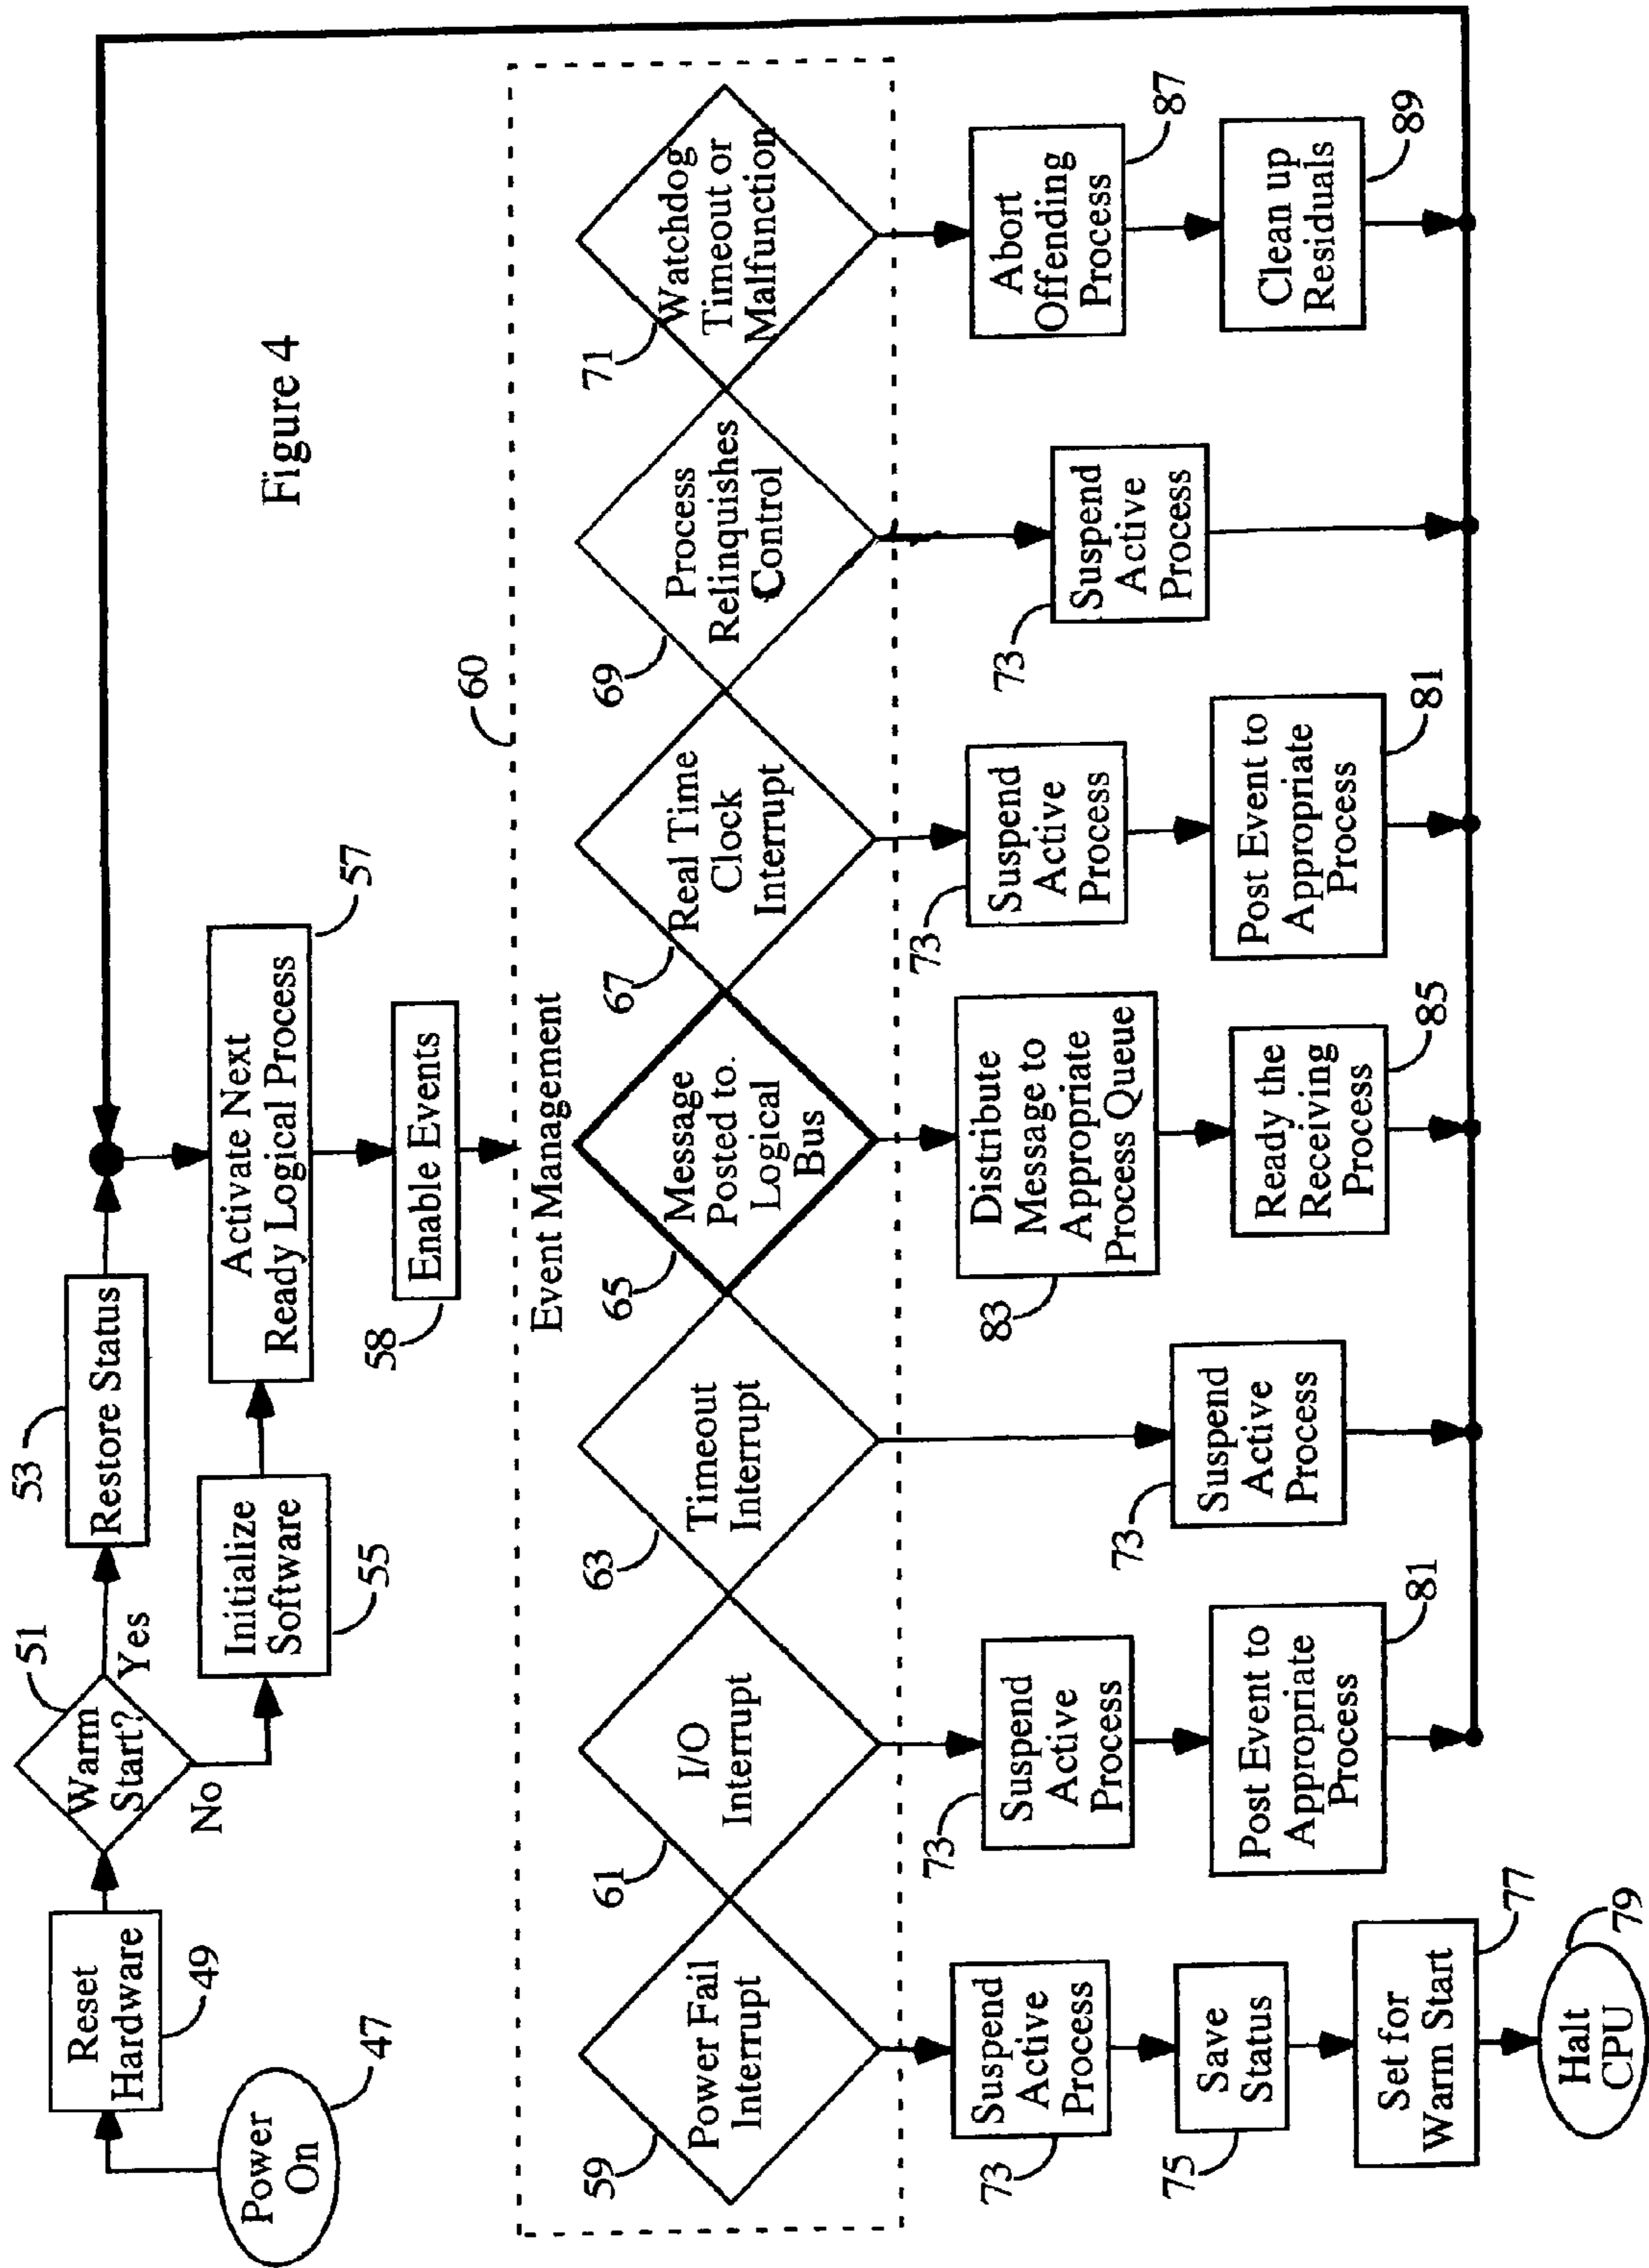 Figure 4
Power
On
47
Reset
Hardware
49
Warm
Start?
51
Yes
No
Restore Status
53
Initialize
Software
55
Activate Next
Ready Logical Process
57
Enable Events
58
60
Event Management
Power Fail
Interrupt
59
I/O
Interrupt
61
Timeout
Interrupt
63
Message
Posted to.
Logical
Bus
65
Real Time
Clock
Interrupt
67
Process
Relinquishes
Control
69
Watchdog
Timeout or
Malfunction
71
Suspend
Active
Process
73
Save
Status
75
Set for
Warm Start
77
Halt
CPU
79
Suspend
Active
Process
73
Post Event to
Appropriate
Process
81
Suspend
Active
Process
73
Distribute
Message to
Appropriate
Process Queue
83
Ready the
Receiving
Process
85
Suspend
Active
Process
73
Post Event to
Appropriate
Process
81
Suspend
Active
Process
73
Abort
Offending
Process
87
Clean up
Residuals
89